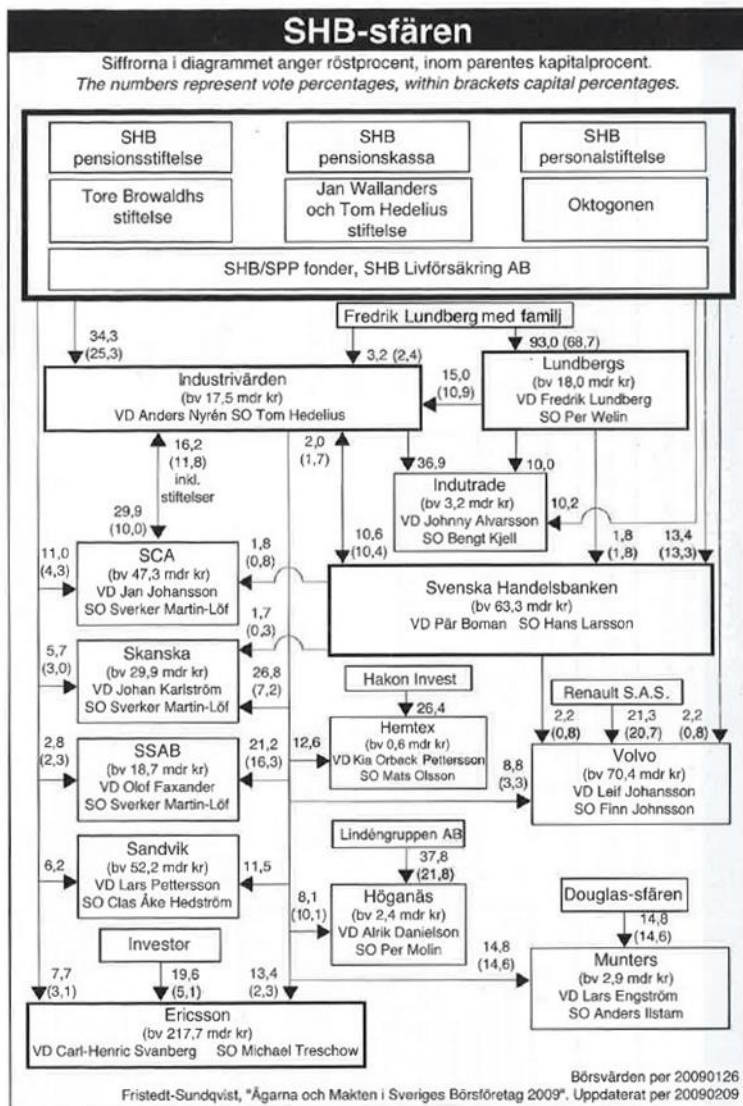 SHB-sfären
Siffrorna i diagrammet anger röstprocent, inom parentes kapitalprocent.
The numbers represent vote percentages, within brackets capital percentages.
SHB
pensionsstiftelse
SHB
pensionskassa
SHB
personalstiftelse
Tore Browaldhs
stiftelse
Jan Wallanders
och Tom Hedelius
stiftelse
Oktogonen
SHB/SPP fonder, SHB Livförsäkring AB
Fredrik Lundberg med familj
34,3
(25,3)
3,2 (2,4)
93,0 (68,7)
Industrivärden
(bv 17,5 mdr kr)
VD Anders Nyrén SO Tom Hedelius
15,0
(10,9)
Lundbergs
(bv 18,0 mdr kr)
VD Fredrik Lundberg
SO Per Welin
16,2
(11,8)
inkl.
stiftelser
2,0
(1,7)
36,9
10,0
Indutrade
(bv 3,2 mdr kr)
VD Johnny Alvarsson
SO Bengt Kjell
10,2
29,9
(10,0)
10,6
(10,4)
1,8
(1,8)
13,4
(13,3)
11,0
(4,3)
SCA
(bv 47,3 mdr kr)
VD Jan Johansson
SO Sverker Martin-Löf
1,8
(0,8)
Svenska Handelsbanken
(bv 63,3 mdr kr)
VD Pär Boman SO Hans Larsson
1,7
(0,3)
5,7
(3,0)
Skanska
(bv 29,9 mdr kr)
VD Johan Karlström
SO Sverker Martin-Löf
26,8
(7,2)
Hakon Invest
26,4
Renault S.A.S.
2,2
(0,8)
21,3
(20,7)
2,2
(0,8)
2,8
(2,3)
SSAB
(bv 18,7 mdr kr)
VD Olof Faxander
SO Sverker Martin-Löf
21,2
(16,3)
12,6
Hemtex
(bv 0,6 mdr kr)
VD Kia Orback Pettersson
SO Mats Olsson
8,8
(3,3)
Volvo
(bv 70,4 mdr kr)
VD Leif Johansson
SO Finn Johnsson
6,2
Sandvik
(bv 52,2 mdr kr)
VD Lars Pettersson
SO Clas Åke Hedström
11,5
Lindéngruppen AB
37,8
(21,8)
8,1
(10,1)
Höganäs
(bv 2,4 mdr kr)
VD Alrik Danielson
SO Per Molin
Douglas-sfären
14,8
(14,6)
Investor
7,7
(3,1)
19,6
(5,1)
13,4
(2,3)
14,8
(14,6)
Munters
(bv 2,9 mdr kr)
VD Lars Engström
SO Anders Ilstam
Ericsson
(bv 217,7 mdr kr)
VD Carl-Henric Svanberg SO Michael Treschow
Börsvärden per 20090126
Fristedt-Sundqvist, "Ägarna och Makten i Sveriges Börsföretag 2009". Uppdaterat per 20090209